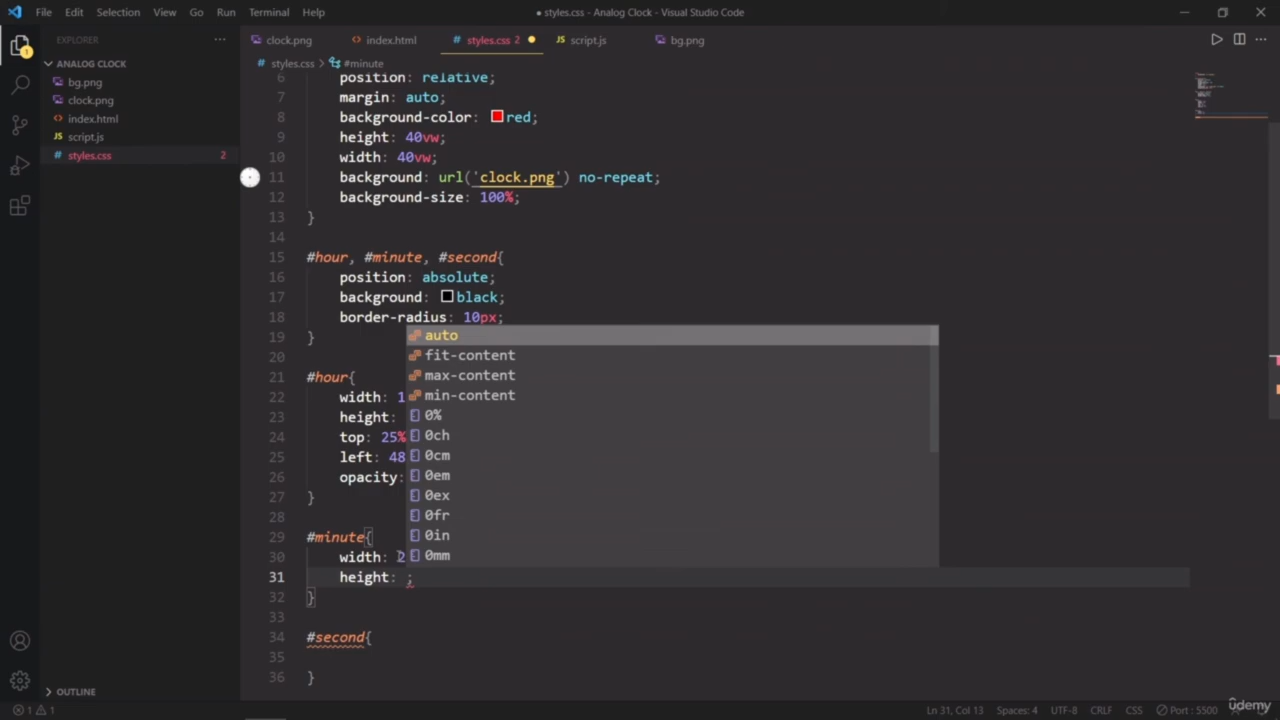 File Edit Selection View Go Run Terminal Help
● styles.css - Analog Clock - Visual Studio Code
EXPLORER
ANALOG CLOCK
bg.png
clock.png
index.html
JS script.js
# styles.css 2
OUTLINE
clock.png
<> index.html
# styles.css 2
JS script.js
bg.png
# styles.css > #minute
6 position: relative;
7 margin: auto;
8 background-color: red;
9 height: 40vw;
10 width: 40vw;
11 background: url('clock.png') no-repeat;
12 background-size: 100%;
13 }
14
15 #hour, #minute, #second{
16 position: absolute;
17 background: black;
18 border-radius: 10px;
19 }
20
21 #hour{
22 width: 1
23 height:
24 top: 25%
25 left: 48
26 opacity:
27 }
28
29 #minute{
30 width: 2
31 height: ;
32 }
33
34 #second{
35
36 }
auto
fit-content
max-content
min-content
0%
0ch
0cm
0em
0ex
0fr
0in
0mm
1 1
Ln 31, Col 13 Spaces: 4 UTF-8 CRLF CSS Port : 5500
udemy